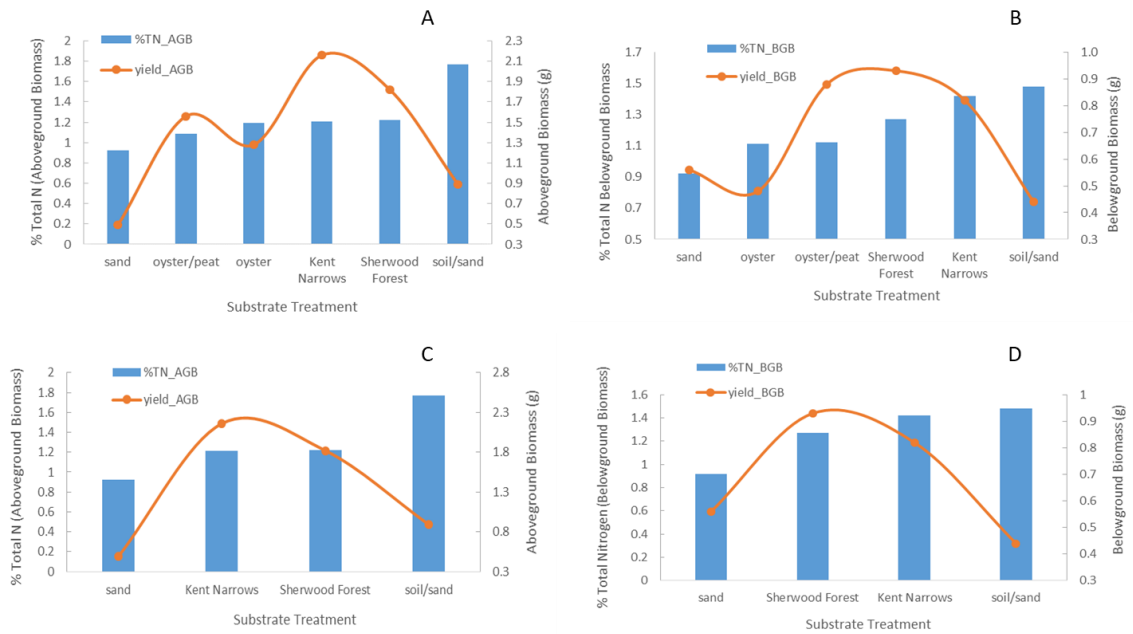 A
%TN_AGB
yield_AGB
% Total N (Aboveground Biomass)
2
1.8
1.6
1.4
1.2
1
0.8
0.6
0.4
0.2
0
2.3
2.1
1.9
1.7
1.5
1.3
1.1
0.9
0.7
0.5
0.3
Aboveground Biomass (g)
sand oyster/peat oyster Kent Sherwood soil/sand
Narrows Forest
Substrate Treatment
B
%TN_BGB
yield_BGB
% Total N Belowground Biomass
1.7
1.5
1.3
1.1
0.9
0.7
0.5
1.0
0.9
0.8
0.7
0.6
0.5
0.4
0.3
Belowground Biomass (g)
sand oyster oyster/peat Sherwood Kent soil/sand
Forest Narrows
Substrate Treatment
C
%TN_AGB
yield_AGB
% Total N (Aboveground Biomass)
2
1.8
1.6
1.4
1.2
1
0.8
0.6
0.4
0.2
0
2.8
2.3
1.8
1.3
0.8
0.3
Aboveground Biomass (g)
sand Kent Narrows Sherwood Forest soil/sand
Substrate Treatment
D
%TN_BGB
yield_BGB
% Total Nitrogen (Belowground Biomass)
1.6
1.4
1.2
1
0.8
0.6
0.4
0.2
0
1
0.9
0.8
0.7
0.6
0.5
0.4
0.3
Belowground Biomass (g)
sand Sherwood Forest Kent Narrows soil/sand
Substrate Treatment